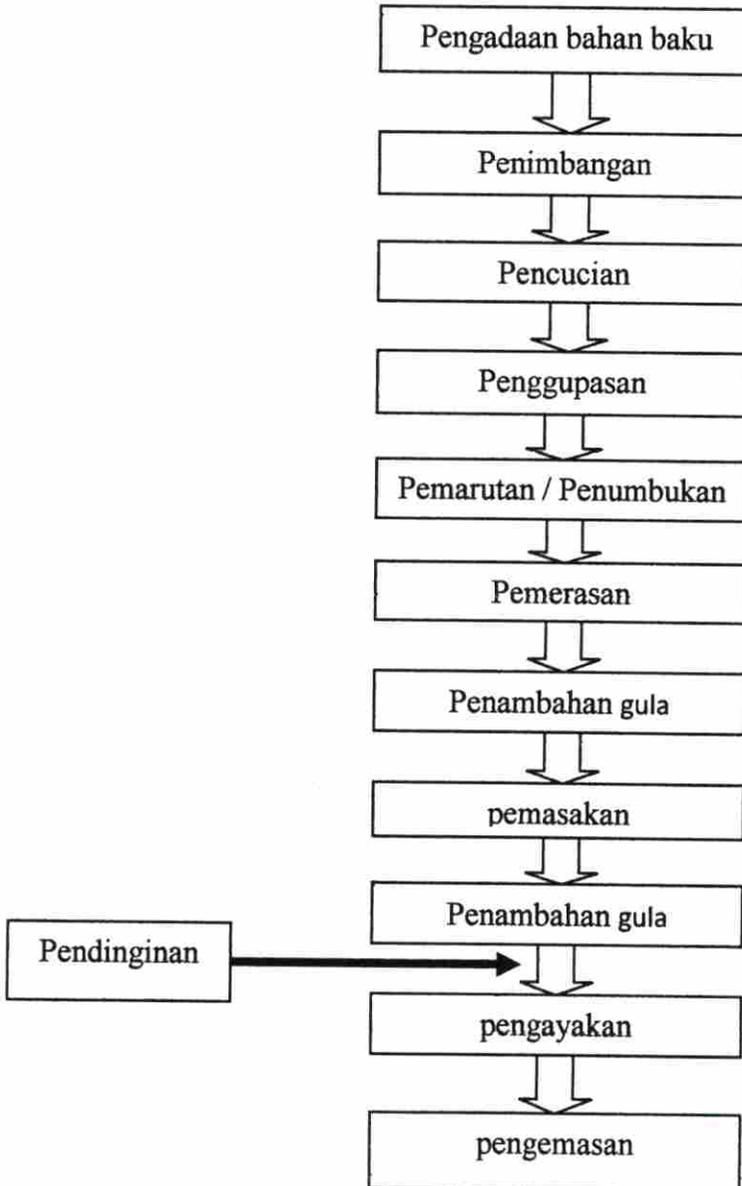 Pengadaan bahan baku
Penimbangan
Pencucian
Penggupasan
Pemarutan / Penumbukan
Pemerasan
Penambahan gula
pemasakan
Penambahan gula
Pendinginan
pengayakan
pengemasan